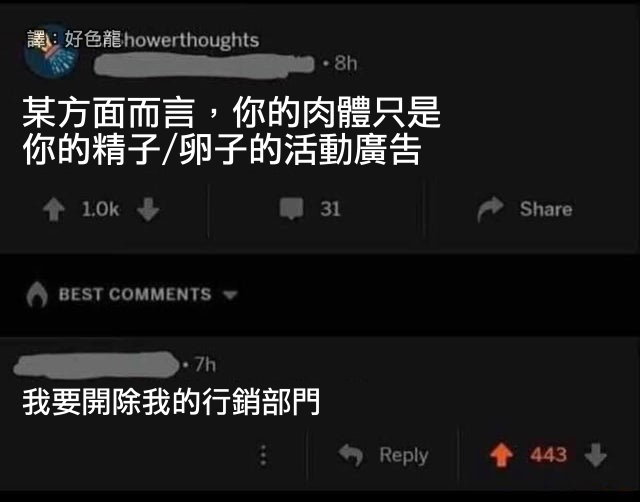 譯：好色龍howerthoughts
• 8h
某方面而言，你的肉體只是
你的精子/卵子的活動廣告
1.0k 31 Share
BEST COMMENTS
• 7h
我要開除我的行銷部門
Reply 443